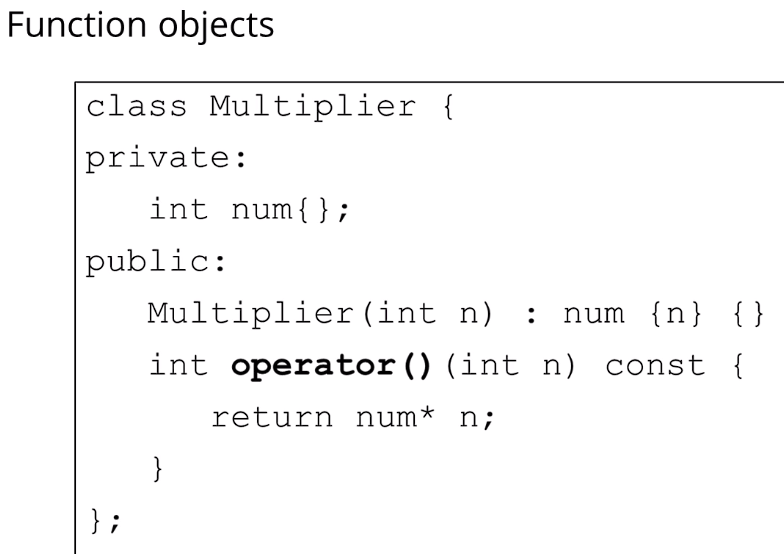 Function objects
class Multiplier {
private:
int num{};
public:
Multiplier(int n) : num {n} {}
int operator()(int n) const {
return num* n;
}
};